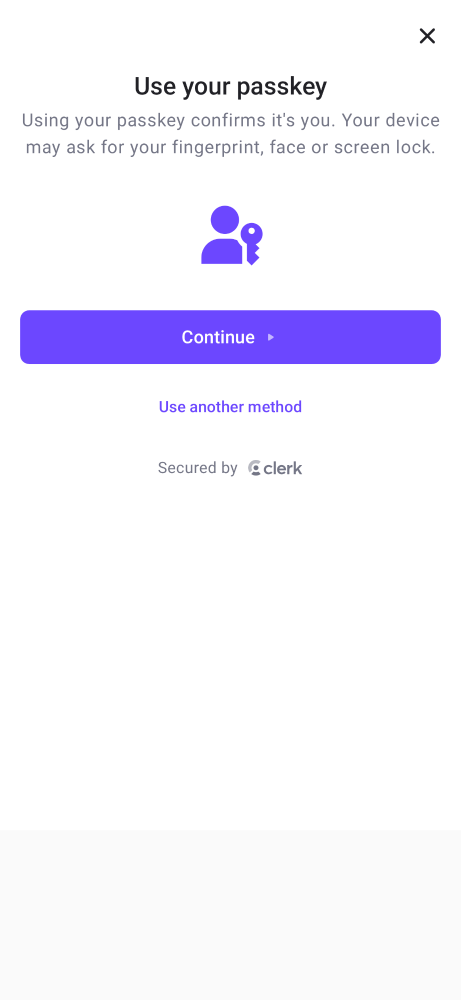 Use your passkey
Using your passkey confirms it's you. Your device
may ask for your fingerprint, face or screen lock.
Continue
Use another method
Secured by clerk